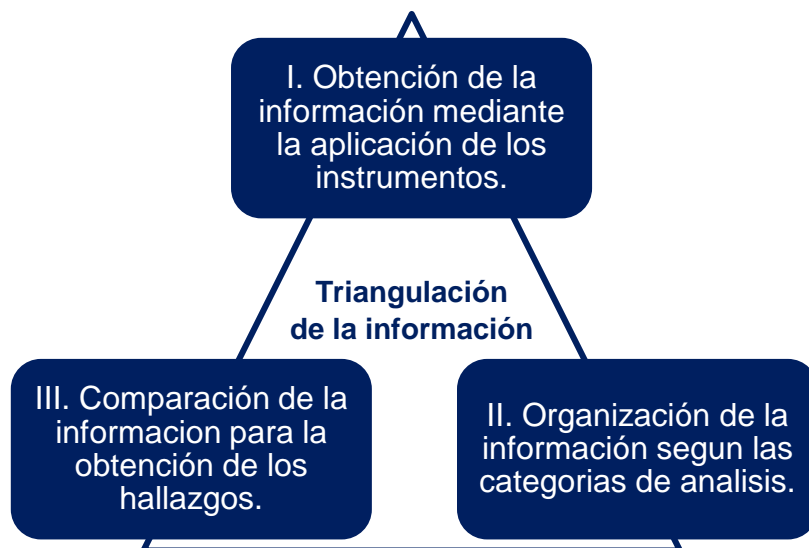 I. Obtención de la
información mediante
la aplicación de los
instrumentos.
Triangulación
de la información
III. Comparación de la
informacion para la
obtención de los
hallazgos.
II. Organización de la
información segun las
categorias de analisis.